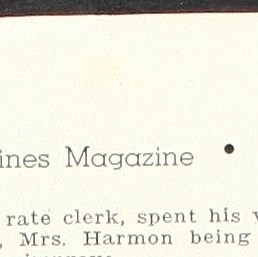 ines Magazine •
rate clerk, spent his
, Mrs. Harmon being